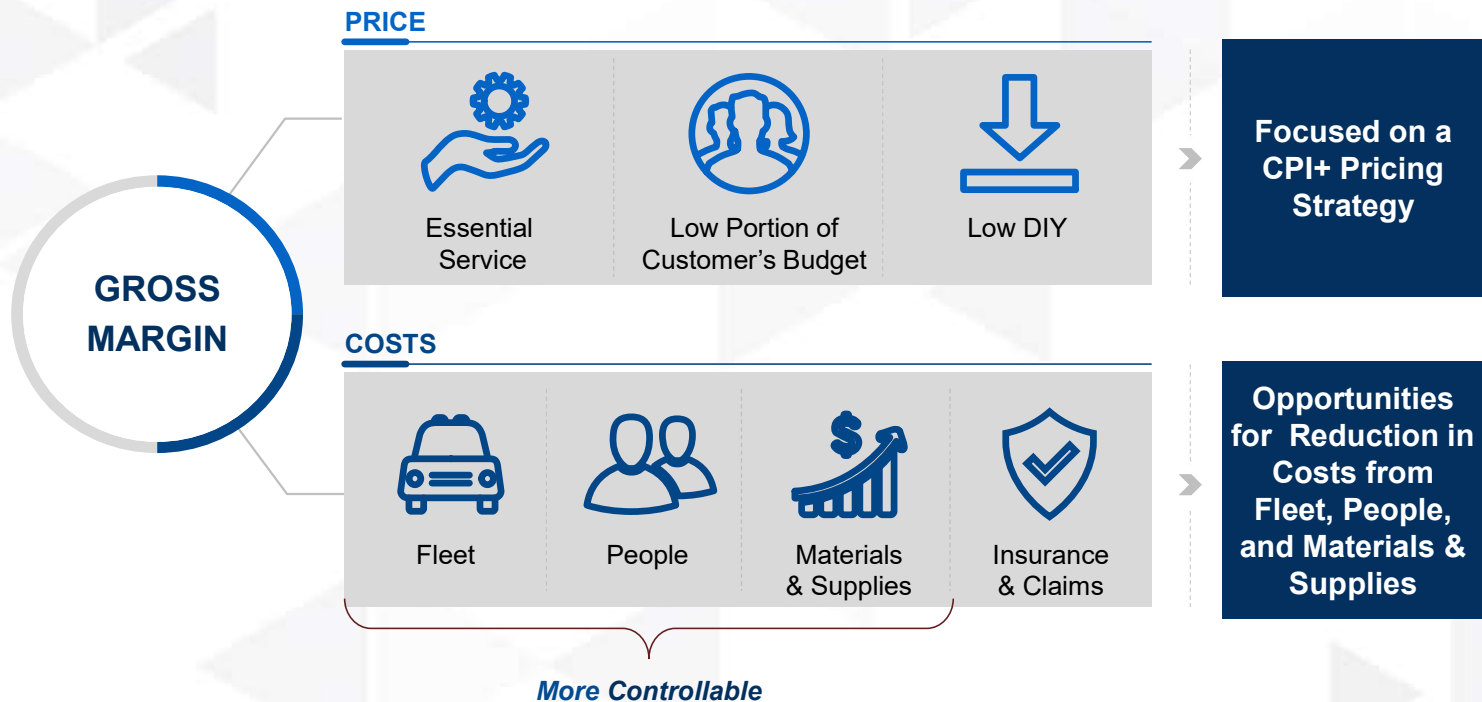 PRICE
Essential
Service
Low Portion of
Customer's Budget
Low DIY
Focused on a
CPI+ Pricing
Strategy
GROSS
MARGIN
COSTS
$
Fleet
People
Materials
& Supplies
Insurance
& Claims
Opportunities
for Reduction in
Costs from
Fleet, People,
and Materials &
Supplies
More Controllable